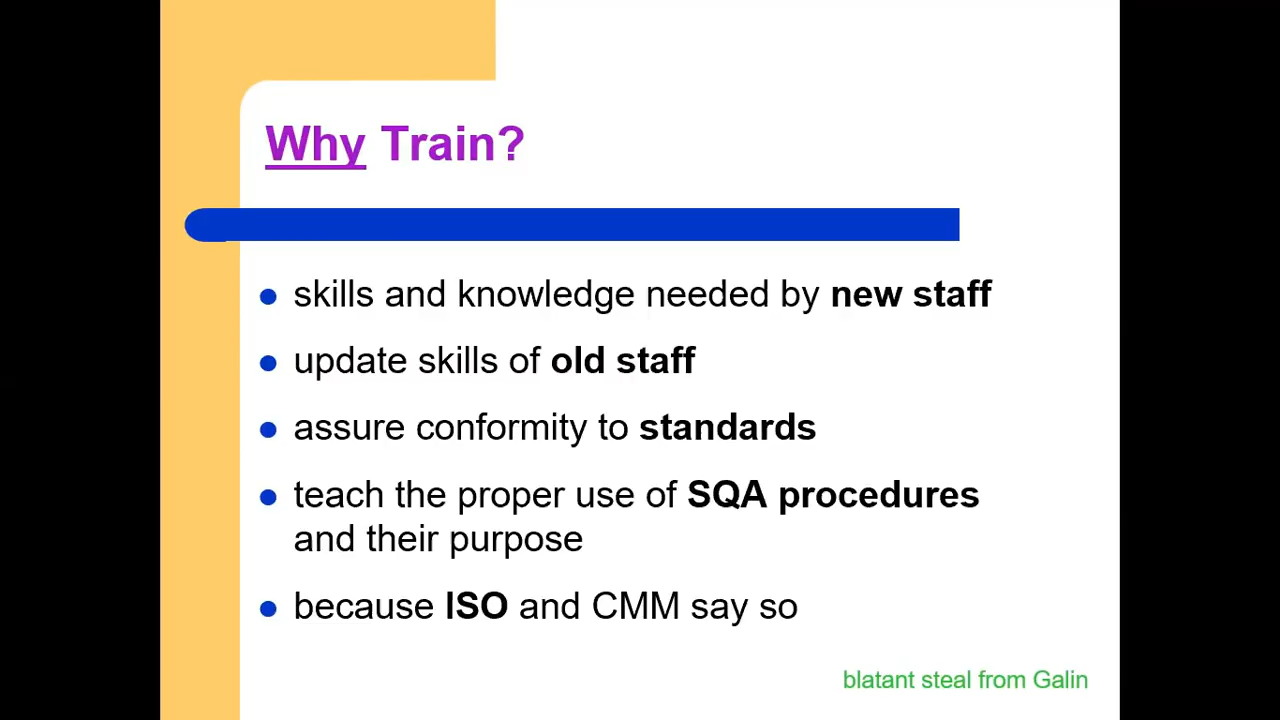 Why Train?
skills and knowledge needed by new staff
update skills of old staff
assure conformity to standards
teach the proper use of SQA procedures
and their purpose
because ISO and CMM say so
blatant steal from Galin